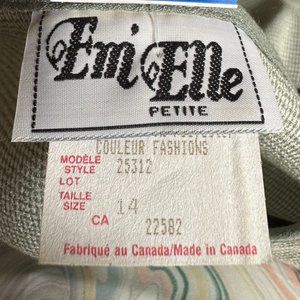 Em'Elle
PETITE
COULEUR FASHIONS
MODÈLE
STYLE 25312
LOT
TAILLE
SIZE 14
CA 22582
Fabriqué au Canada/Made in Canada